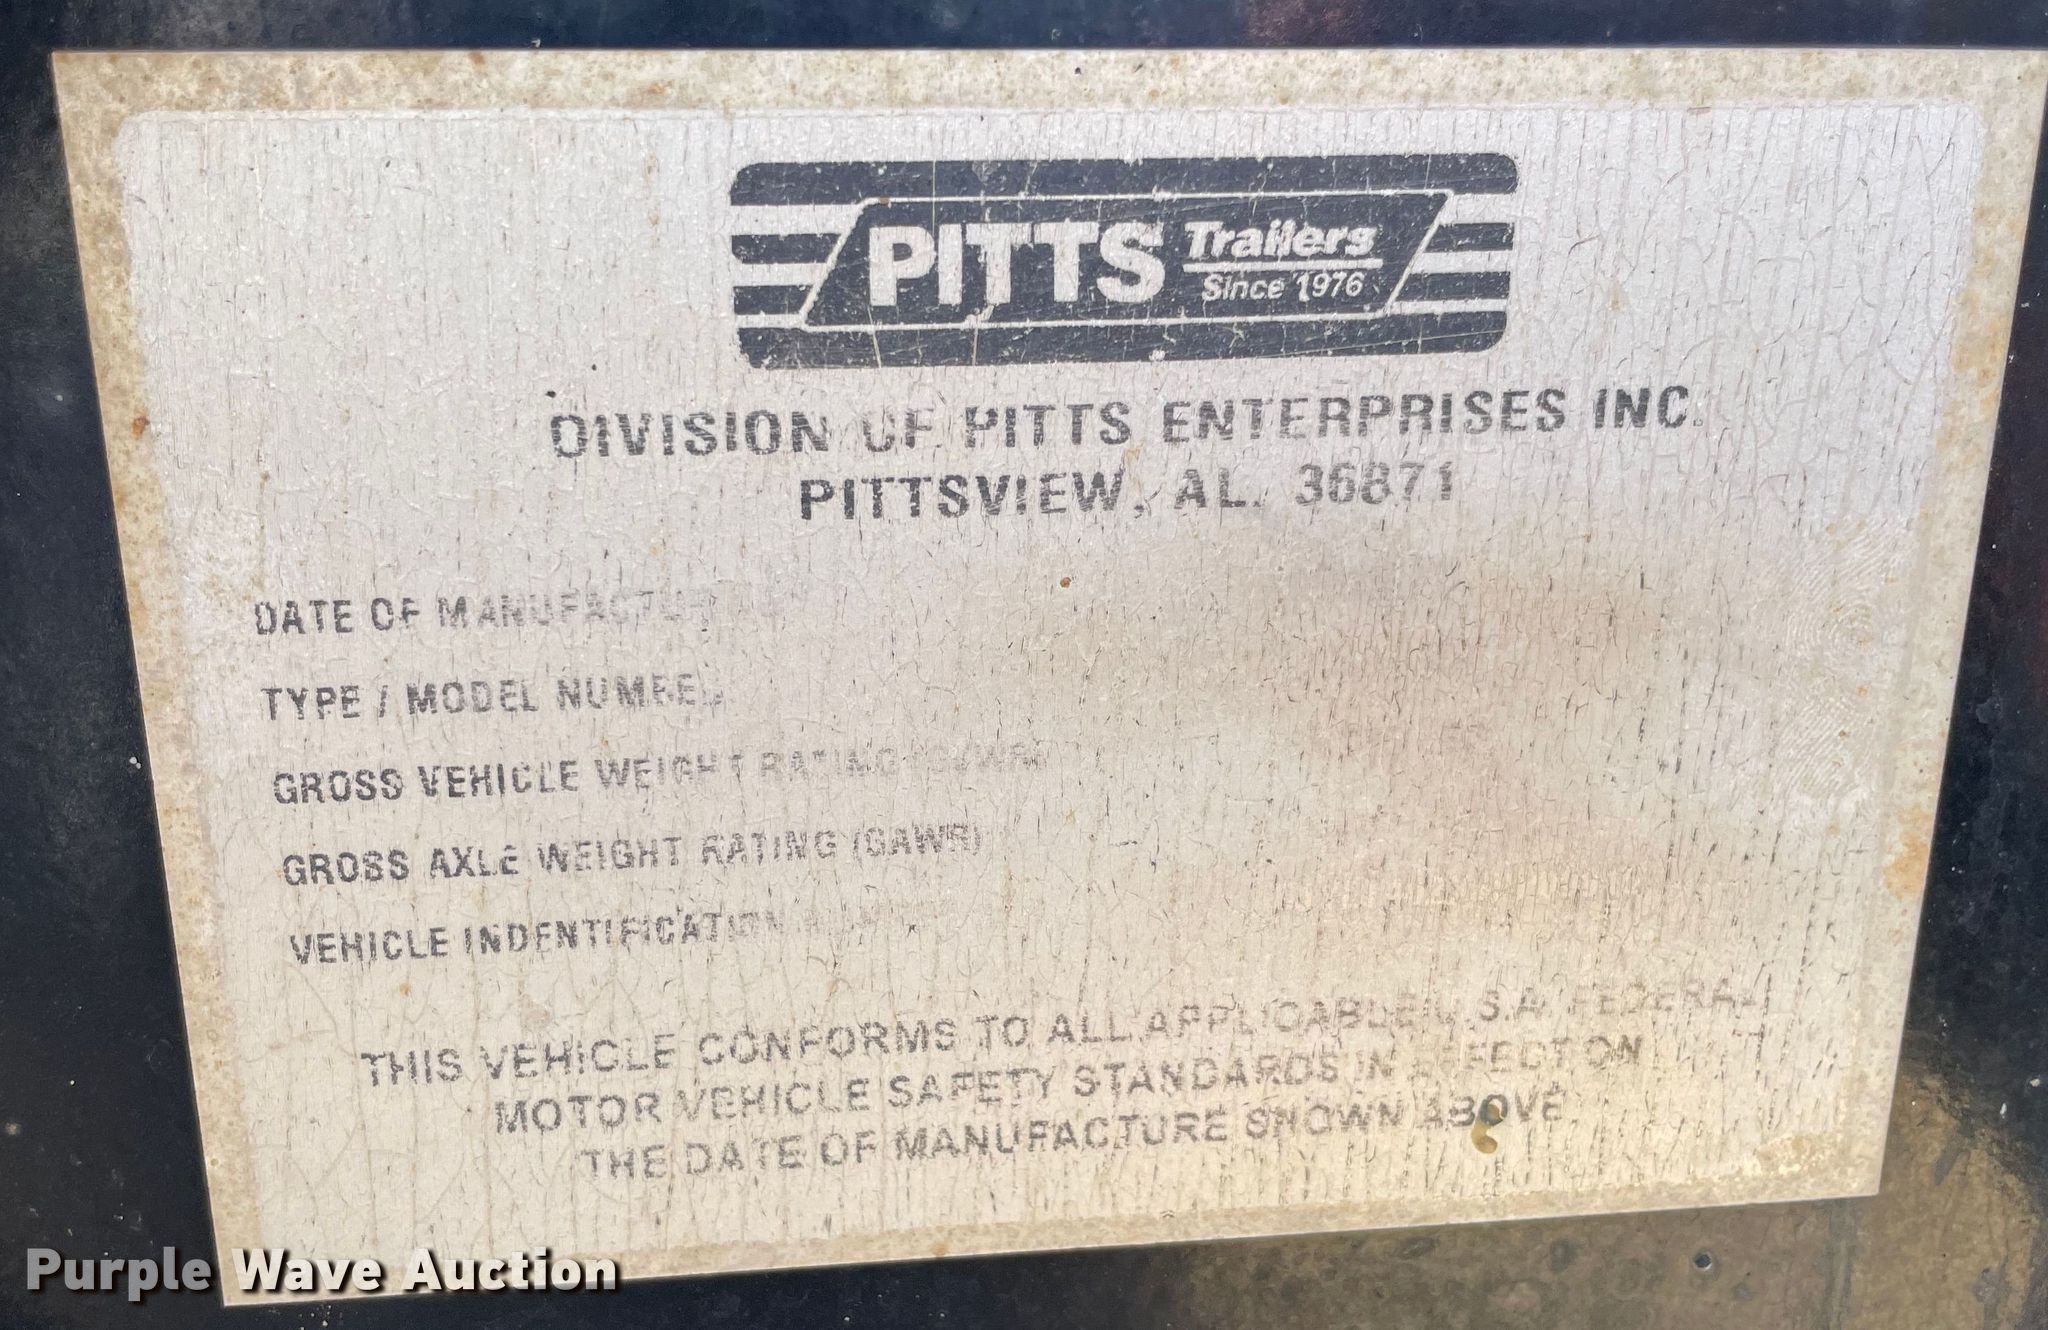 PITTS Trailers
Since 1976
DIVISION OF PITTS ENTERPRISES INC.
PITTSVIEW, AL. 36871
DATE OF MANUFACTUR
TYPE / MODEL NUMBER
GROSS VEHICLE WEIGHT RATING (GVWR)
GROSS AXLE WEIGHT RATING (GAWR)
VEHICLE INDENTIFICATION
THIS VEHICLE CONFORMS TO ALL APPLICABLE U.S.A. FEDERAL
MOTOR VEHICLE SAFETY STANDARDS IN EFFECT ON
THE DATE OF MANUFACTURE SHOWN ABOVE
Purple Wave Auction